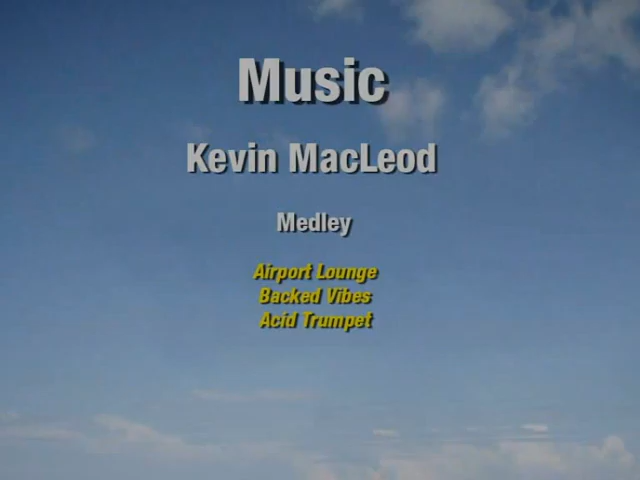 Music
Kevin MacLeod
Medley
Airport Lounge
Backed Vibes
Acid Trumpet